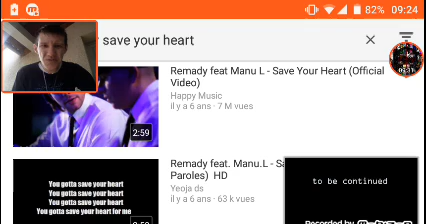 82% 09:24
save your heart
09:31
Remady feat Manu L - Save Your Heart (Official
Video)
Happy Music
il y a 6 ans · 7 M vues
2:59
Remady feat. Manu.L - Sa
Paroles) HD
Yeoja ds
il y a 6 ans · 63 k vues
You gotta save your heart
You gotta save your heart
You gotta save your heart
You gotta save your heart for me
to be continued
Recorded by